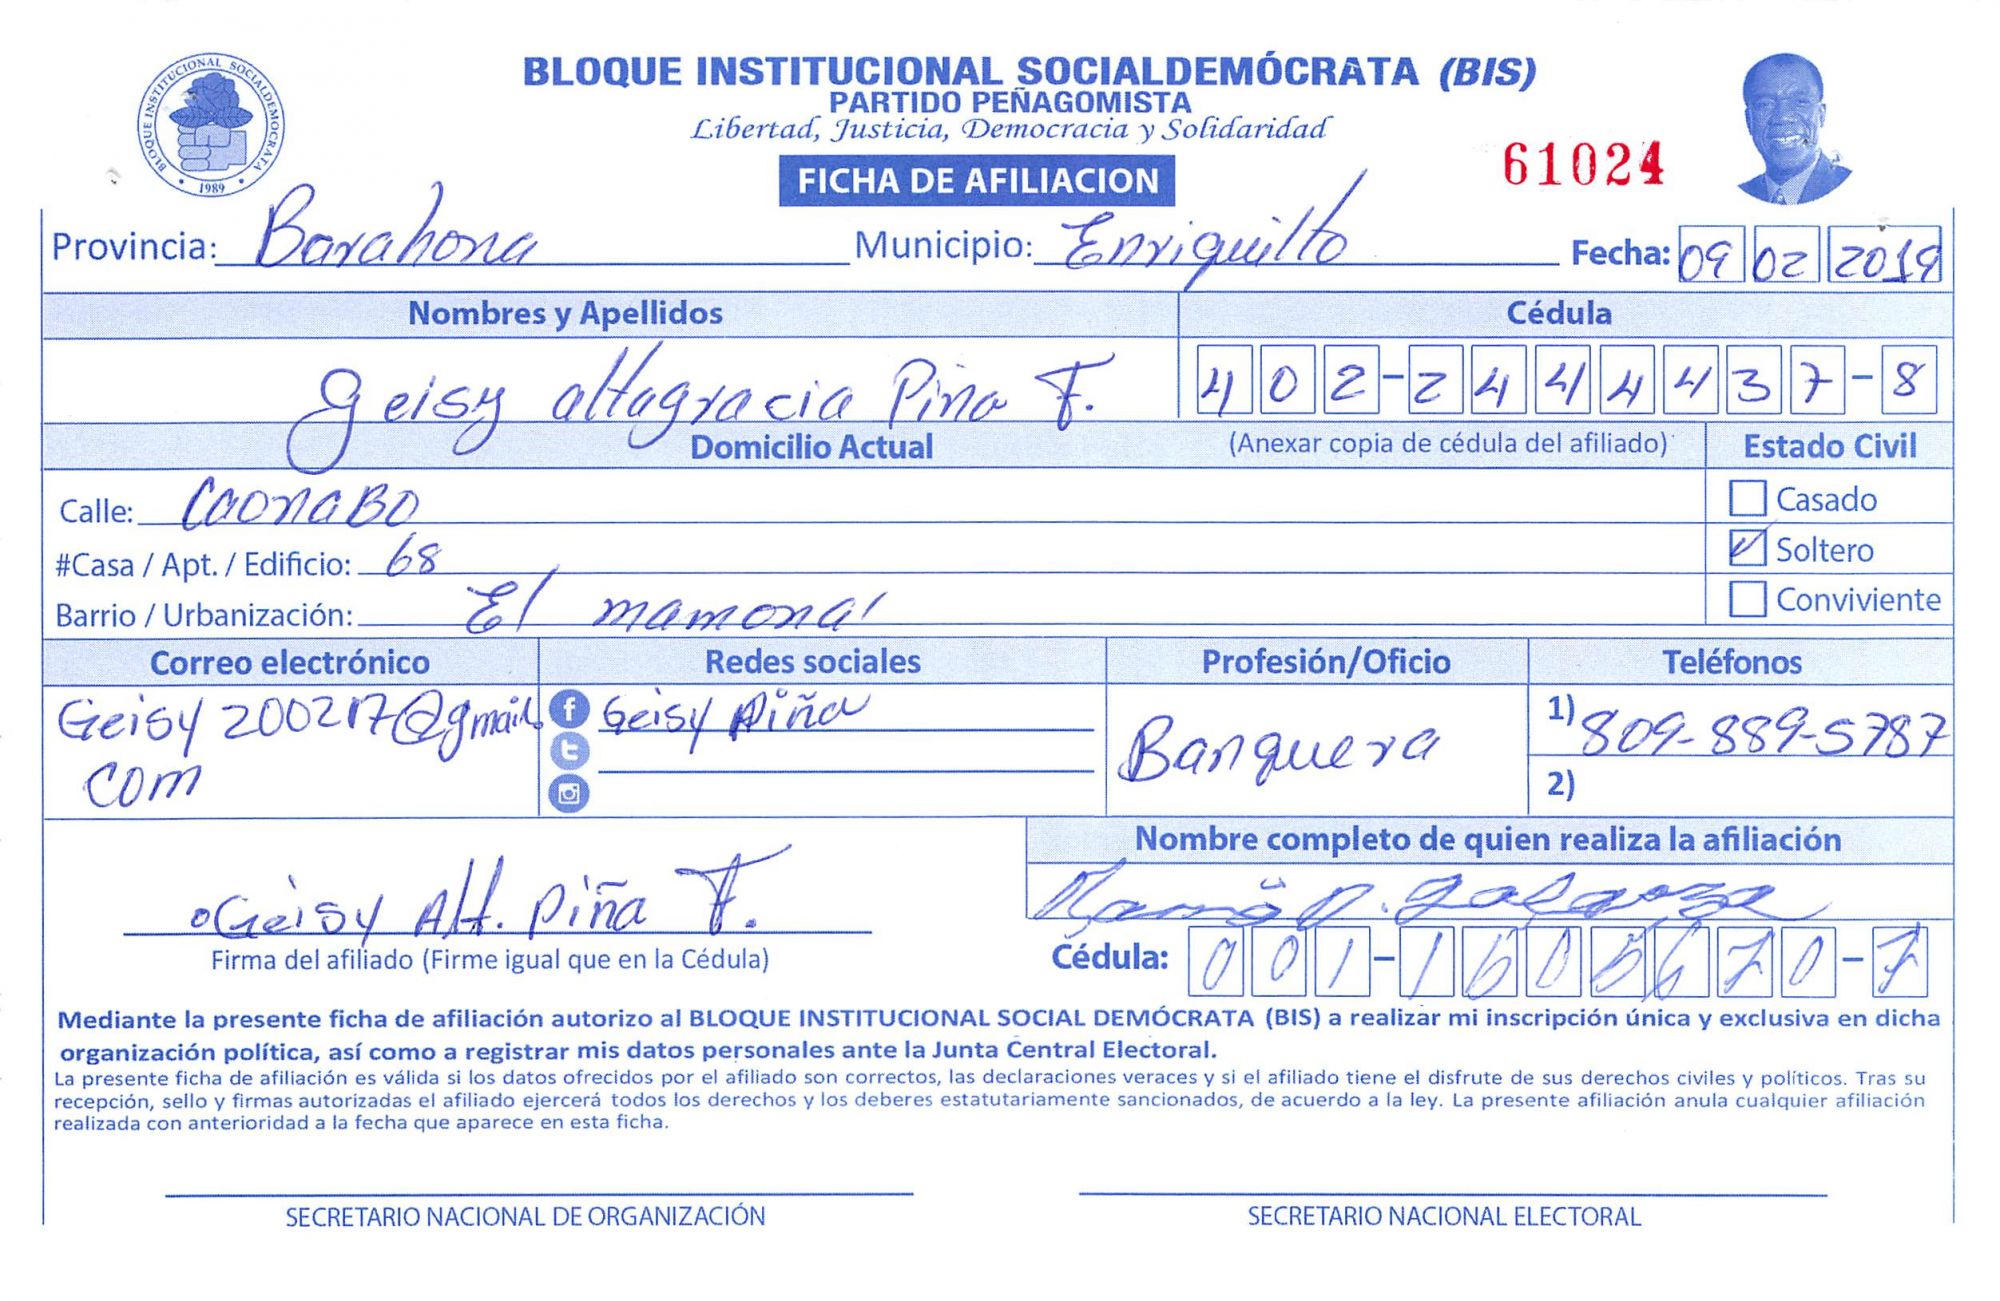 BLOQUE INSTITUCIONAL SOCIALDEMÓCRATA
1989
BLOQUE INSTITUCIONAL SOCIALDEMÓCRATA (BIS)
PARTIDO PEÑAGOMISTA
Libertad, Justicia, Democracia y Solidaridad
FICHA DE AFILIACION
61024
Provincia: Barahona Municipio: Enriquillo Fecha: 09 02 2019
Nombres y Apellidos Cédula
Geisy altagracia Piña F. 402-2444437-8
Domicilio Actual (Anexar copia de cédula del afiliado) Estado Civil
Calle: CaonaBO Casado
#Casa / Apt. / Edificio: 68 Soltero
Barrio / Urbanización: El mamonal Conviviente
Correo electrónico Redes sociales Profesión/Oficio Teléfonos
Geisy200217@gmail. Geisy Piña Banquera 1) 809-889-5787
com 2)
Nombre completo de quien realiza la afiliación
Geisy Alt. Piña F. Ramón
Firma del afiliado (Firme igual que en la Cédula) Cédula: 001-1605670-7
Mediante la presente ficha de afiliación autorizo al BLOQUE INSTITUCIONAL SOCIAL DEMÓCRATA (BIS) a realizar mi inscripción única y exclusiva en dicha
organización política, así como a registrar mis datos personales ante la Junta Central Electoral.
La presente ficha de afiliación es válida si los datos ofrecidos por el afiliado son correctos, las declaraciones veraces y si el afiliado tiene el disfrute de sus derechos civiles y políticos. Tras su
recepción, sello y firmas autorizadas el afiliado ejercerá todos los derechos y los deberes estatutariamente sancionados, de acuerdo a la ley. La presente afiliación anula cualquier afiliación
realizada con anterioridad a la fecha que aparece en esta ficha.
SECRETARIO NACIONAL DE ORGANIZACIÓN SECRETARIO NACIONAL ELECTORAL